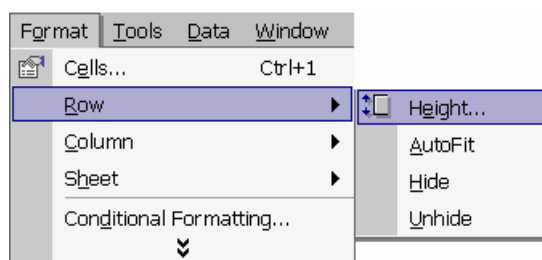 Format Tools Data Window
Cells... Ctrl+1
Row
Column
Sheet
Conditional Formatting...
Height...
AutoFit
Hide
Unhide